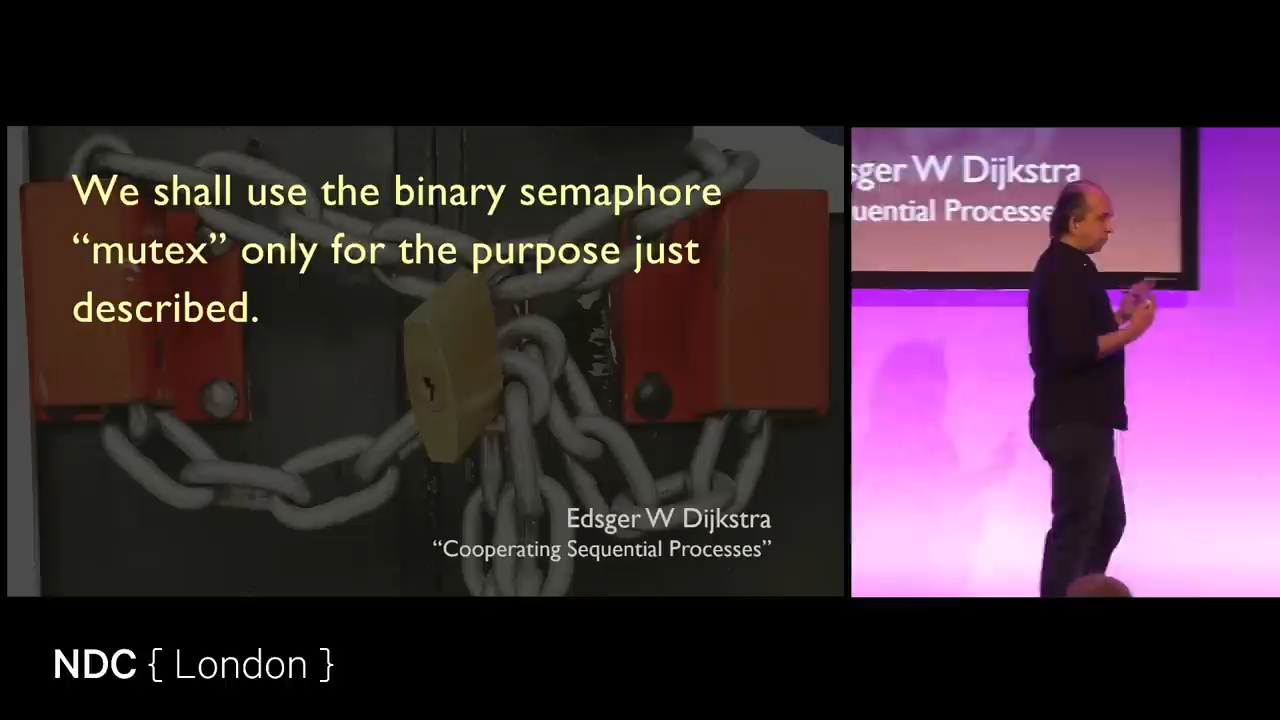 We shall use the binary semaphore
“mutex” only for the purpose just
described.
Edsger W Dijkstra
“Cooperating Sequential Processes”
sger W Dijkstra
uential Processe
NDC { London }